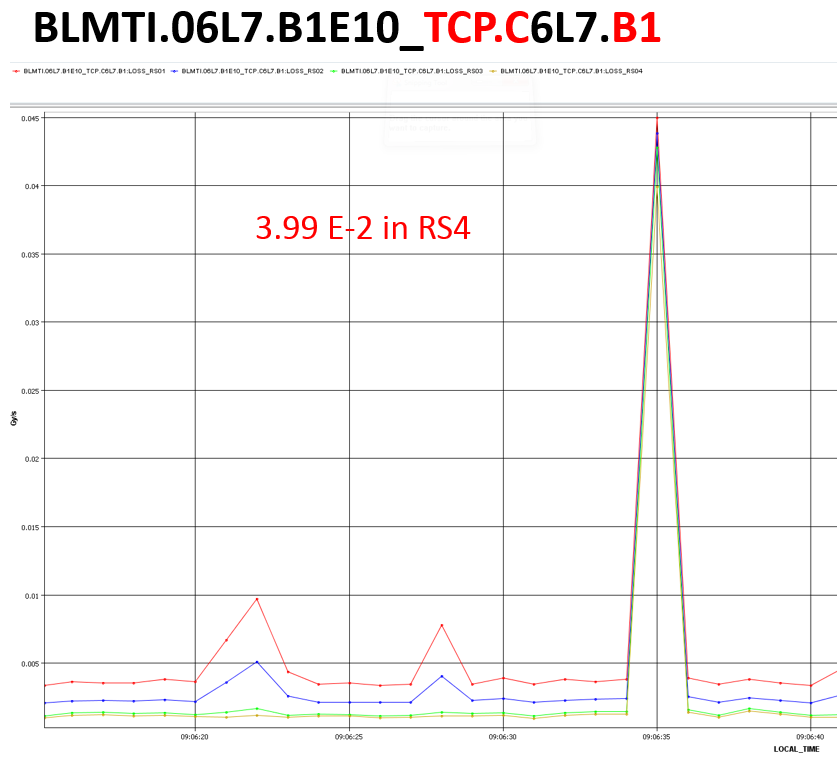 BLMTI.06L7.B1E10_TCP.C6L7.B1
BLMTI.06L7.B1E10_TCP.C6L7.B1:LOSS_RS01 BLMTI.06L7.B1E10_TCP.C6L7.B1:LOSS_RS02 BLMTI.06L7.B1E10_TCP.C6L7.B1:LOSS_RS03 BLMTI.06L7.B1E10_TCP.C6L7.B1:LOSS_RS04
0.045
0.04
3.99 E-2 in RS4
0.035
0.03
0.025
Gy/s
0.02
0.015
0.01
0.005
09:06:20 09:06:25 09:06:30 09:06:35 09:06:40
LOCAL_TIME